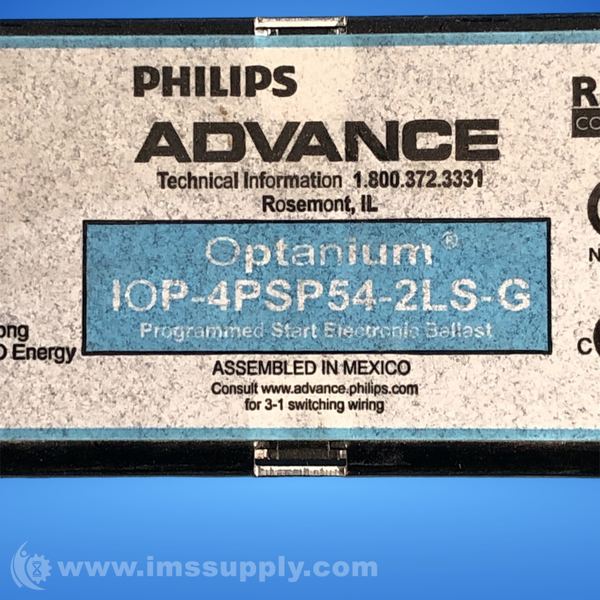 PHILIPS
ADVANCE
Technical Information 1.800.372.3331
Rosemont, IL
Optanium®
IOP-4PSP54-2LS-G
Programmed Start Electronic Ballast
Energy
ASSEMBLED IN MEXICO
Consult www.advance.philips.com
for 3-1 switching wiring
www.imssupply.com